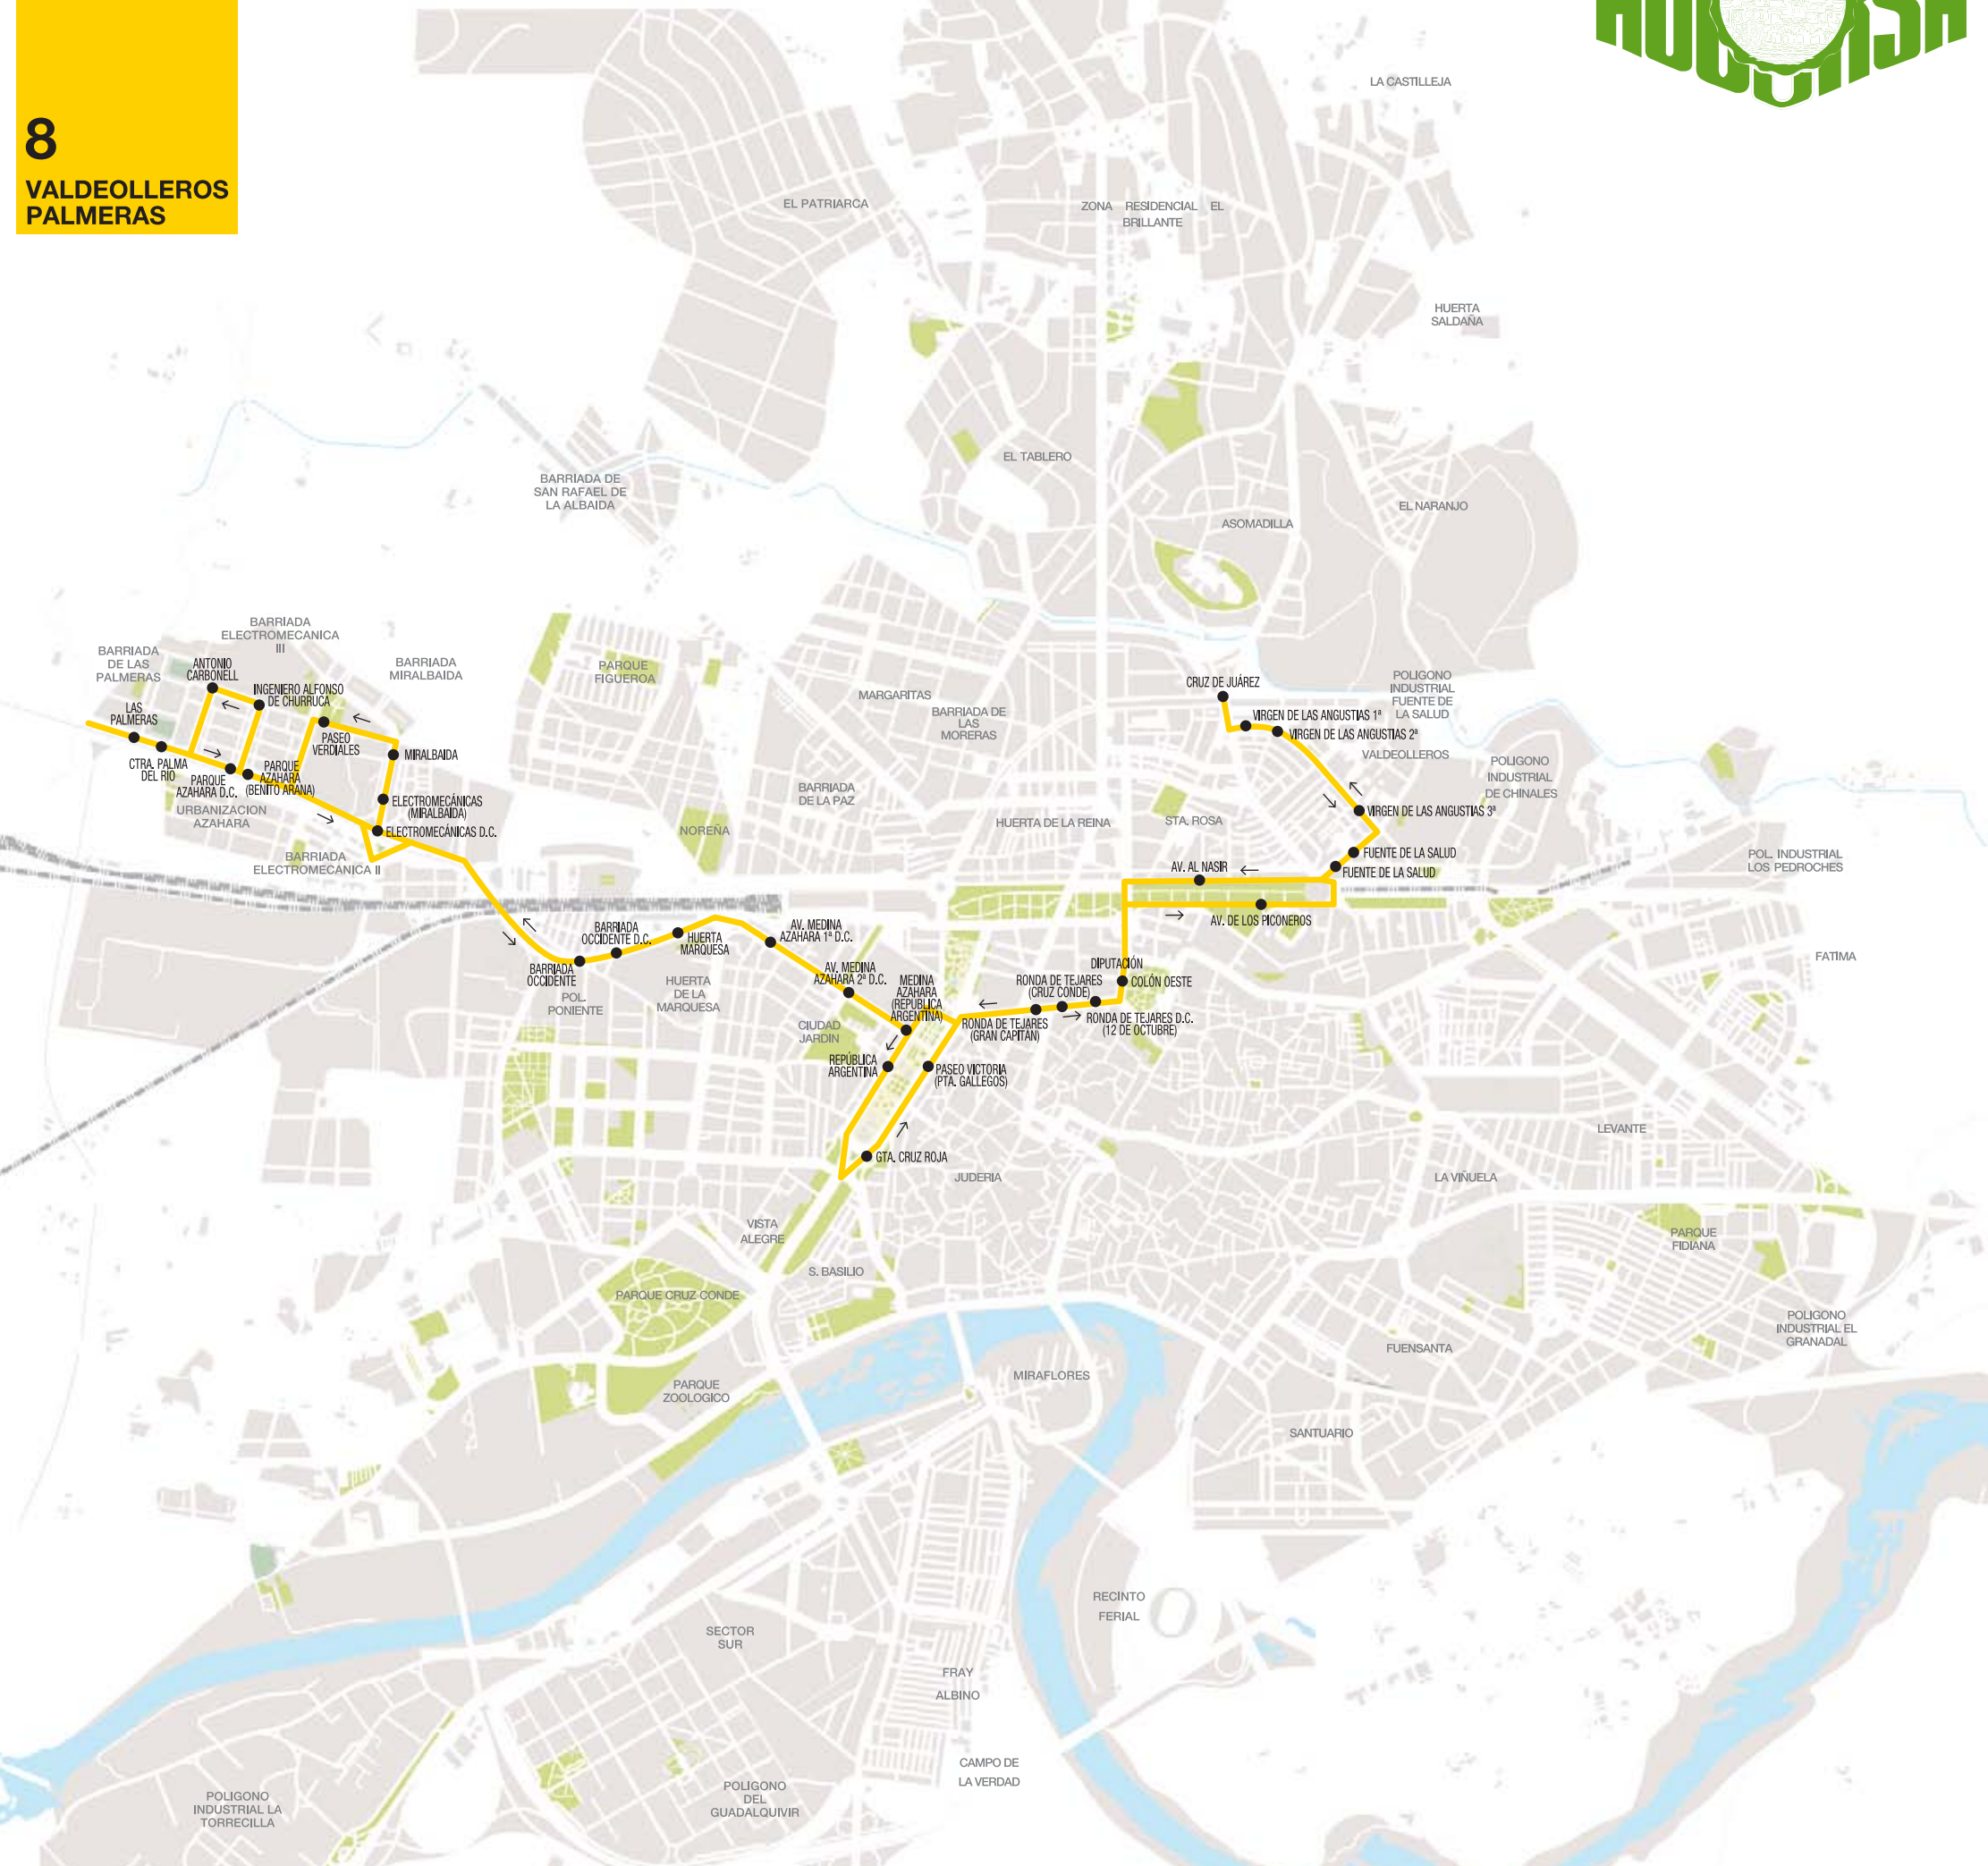 8
VALDEOLLEROS
PALMERAS
LA CASTILLEJA
EL PATRIARCA
ZONA RESIDENCIAL EL
BRILLANTE
HUERTA
SALDAÑA
EL TABLERO
BARRIADA DE
SAN RAFAEL DE
LA ALBAIDA
EL NARANJO
ASOMADILLA
BARRIADA
ELECTROMECANICA
III
BARRIADA
DE LAS
PALMERAS
ANTONIO
CARBONELL
BARRIADA
MIRALBAIDA
PARQUE
FIGUEROA
INGENIERO ALFONSO
DE CHURRUCA
LAS
PALMERAS
PASEO
VERDIALES
MIRALBAIDA
CTRA. PALMA
DEL RIO
PARQUE
AZAHARA D.C.
PARQUE
AZAHARA
(BENITO ARANA)
URBANIZACION
AZAHARA
ELECTROMECÁNICAS
(MIRALBAIDA)
ELECTROMECÁNICAS D.C.
BARRIADA
ELECTROMECANICA II
MARGARITAS
BARRIADA DE
LAS
MORERAS
CRUZ DE JUÁREZ
POLIGONO
INDUSTRIAL
FUENTE DE
LA SALUD
VIRGEN DE LAS ANGUSTIAS 1ª
VIRGEN DE LAS ANGUSTIAS 2ª
VALDEOLLEROS
POLIGONO
INDUSTRIAL
DE CHINALES
BARRIADA
DE LA PAZ
VIRGEN DE LAS ANGUSTIAS 3ª
NOREÑA
HUERTA DE LA REINA
STA. ROSA
FUENTE DE LA SALUD
FUENTE DE LA SALUD
POL. INDUSTRIAL
LOS PEDROCHES
AV. AL NASIR
AV. DE LOS PICONEROS
BARRIADA
OCCIDENTE D.C.
HUERTA
MARQUESA
AV. MEDINA
AZAHARA 1ª D.C.
BARRIADA
OCCIDENTE
POL.
PONIENTE
HUERTA
DE LA
MARQUESA
AV. MEDINA
AZAHARA 2ª D.C.
MEDINA
AZAHARA
(REPUBLICA
ARGENTINA)
DIPUTACIÓN
COLÓN OESTE
RONDA DE TEJARES
(CRUZ CONDE)
RONDA DE TEJARES
(GRAN CAPITÁN)
RONDA DE TEJARES D.C.
(12 DE OCTUBRE)
FATIMA
CIUDAD
JARDIN
REPÚBLICA
ARGENTINA
PASEO VICTORIA
(PTA. GALLEGOS)
LEVANTE
GTA. CRUZ ROJA
JUDERIA
LA VIÑUELA
VISTA
ALEGRE
PARQUE
FIDIANA
S. BASILIO
PARQUE CRUZ CONDE
POLIGONO
INDUSTRIAL EL
GRANADAL
FUENSANTA
MIRAFLORES
PARQUE
ZOOLOGICO
SANTUARIO
RECINTO
FERIAL
SECTOR
SUR
FRAY
ALBINO
CAMPO DE
LA VERDAD
POLIGONO
DEL
GUADALQUIVIR
POLIGONO
INDUSTRIAL LA
TORRECILLA